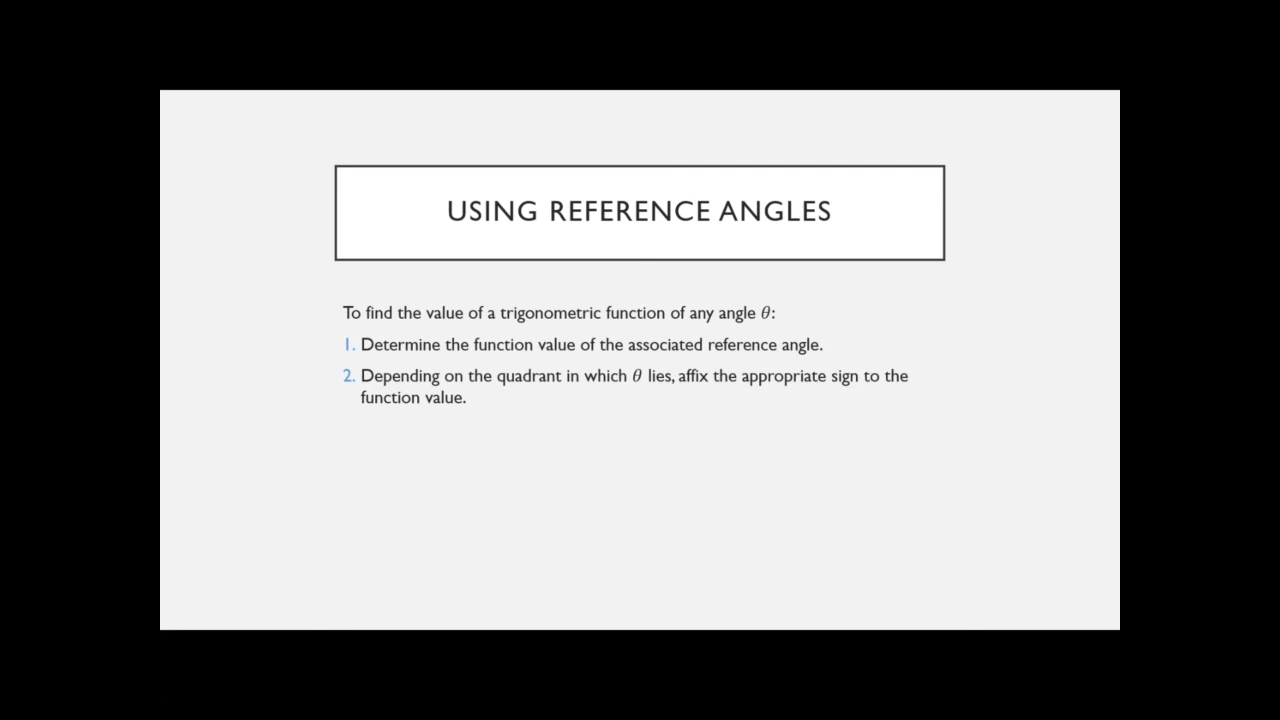 USING REFERENCE ANGLES
To find the value of a trigonometric function of any angle θ:
1. Determine the function value of the associated reference angle.
2. Depending on the quadrant in which θ lies, affix the appropriate sign to the
function value.